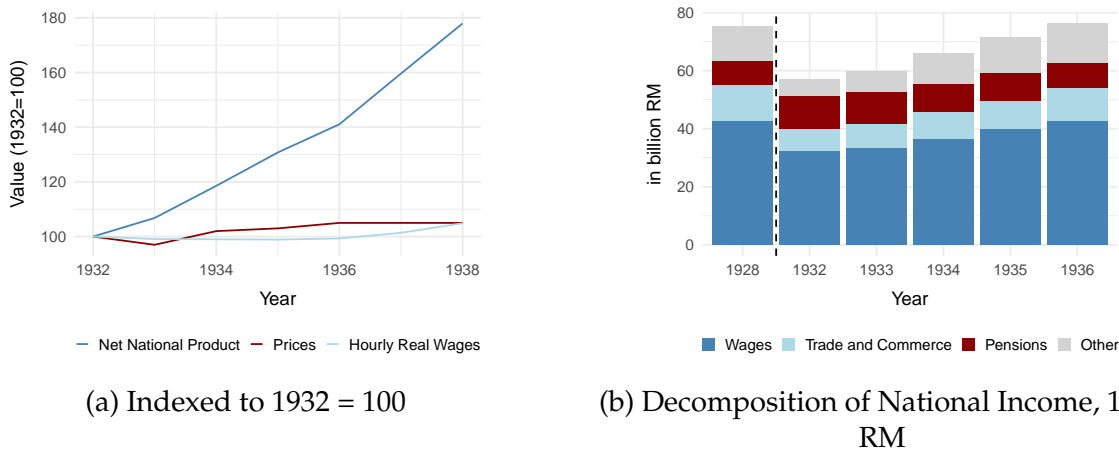 180
160
140
120
100
Value (1932=100)
1932 1934 1936 1938
Year
Net National Product Prices Hourly Real Wages
(a) Indexed to 1932 = 100
80
60
40
20
0
in billion RM
1928 1932 1933 1934 1935 1936
Year
Wages Trade and Commerce Pensions Other
(b) Decomposition of National Income, 1
RM